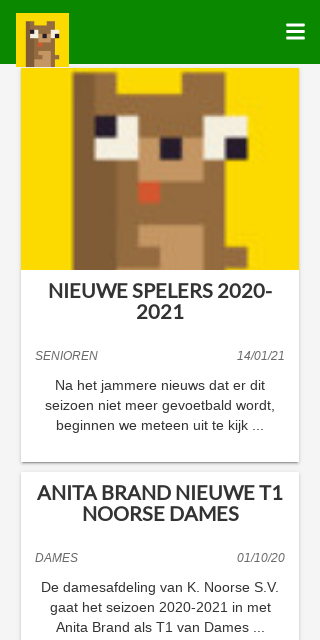 NIEUWE SPELERS 2020-
2021
SENIOREN 14/01/21
Na het jammere nieuws dat er dit
seizoen niet meer gevoetbald wordt,
beginnen we meteen uit te kijk ...
ANITA BRAND NIEUWE T1
NOORSE DAMES
DAMES 01/10/20
De damesafdeling van K. Noorse S.V.
gaat het seizoen 2020-2021 in met
Anita Brand als T1 van Dames ...